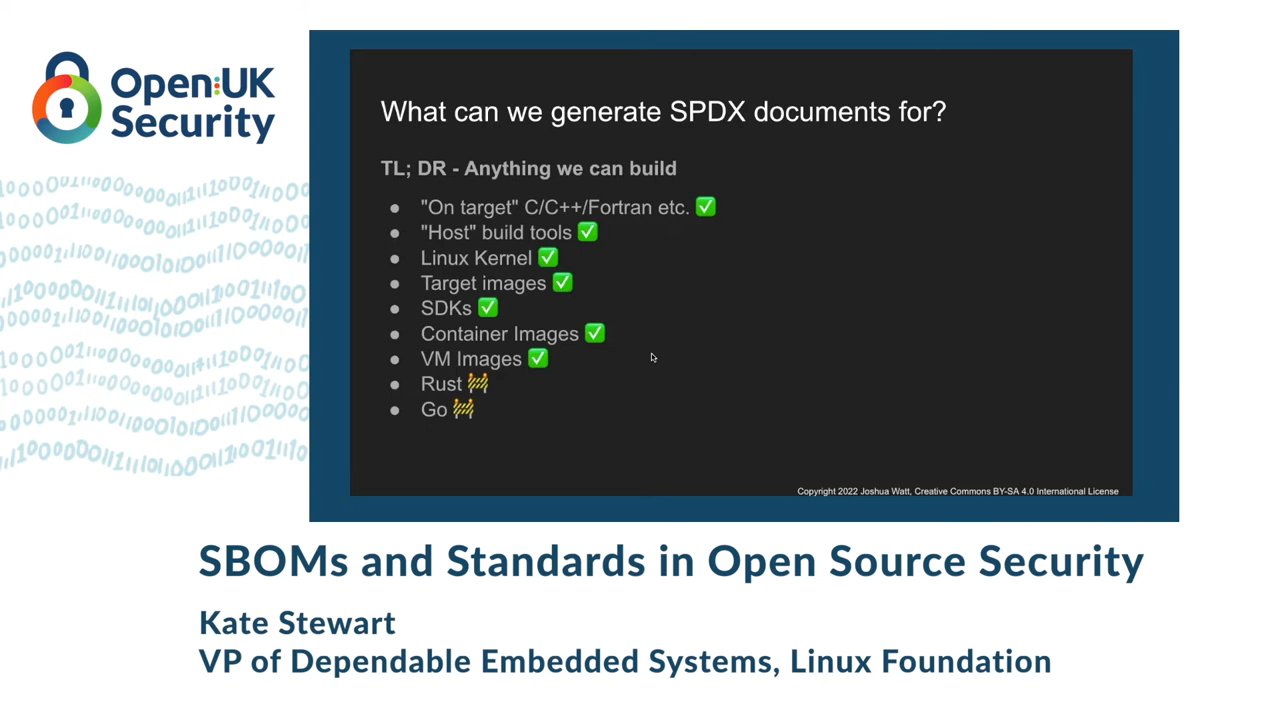 Open:UK
Security
What can we generate SPDX documents for?
TL; DR - Anything we can build
● "On target" C/C++/Fortran etc. ✅
● "Host" build tools ✅
● Linux Kernel ✅
● Target images ✅
● SDKs ✅
● Container Images ✅
● VM Images ✅
● Rust 🚧
● Go 🚧
Copyright 2022 Joshua Watt, Creative Commons BY-SA 4.0 International License
SBOMs and Standards in Open Source Security
Kate Stewart
VP of Dependable Embedded Systems, Linux Foundation